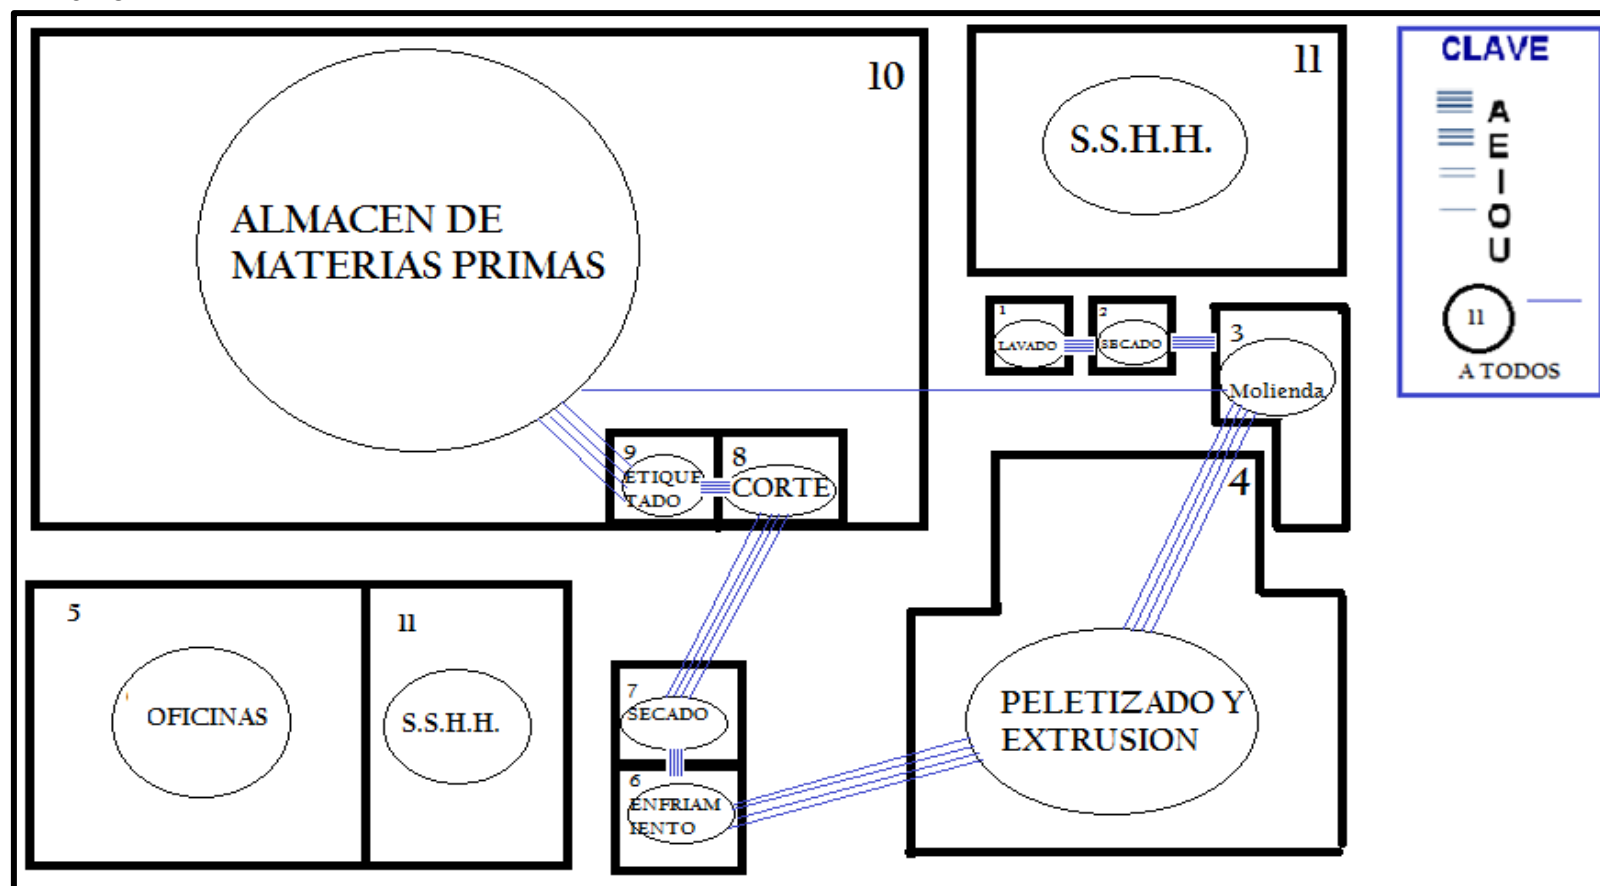 10
ALMACEN DE
MATERIAS PRIMAS
11
S.S.H.H.
CLAVE
A
E
I
O
U
11
A TODOS
1
LAVADO
2
SECADO
3
Molienda
9
ETIQUE
TADO
8
CORTE
4
PELETIZADO Y
EXTRUSION
5
OFICINAS
11
S.S.H.H.
7
SECADO
6
ENFRIAM
IENTO